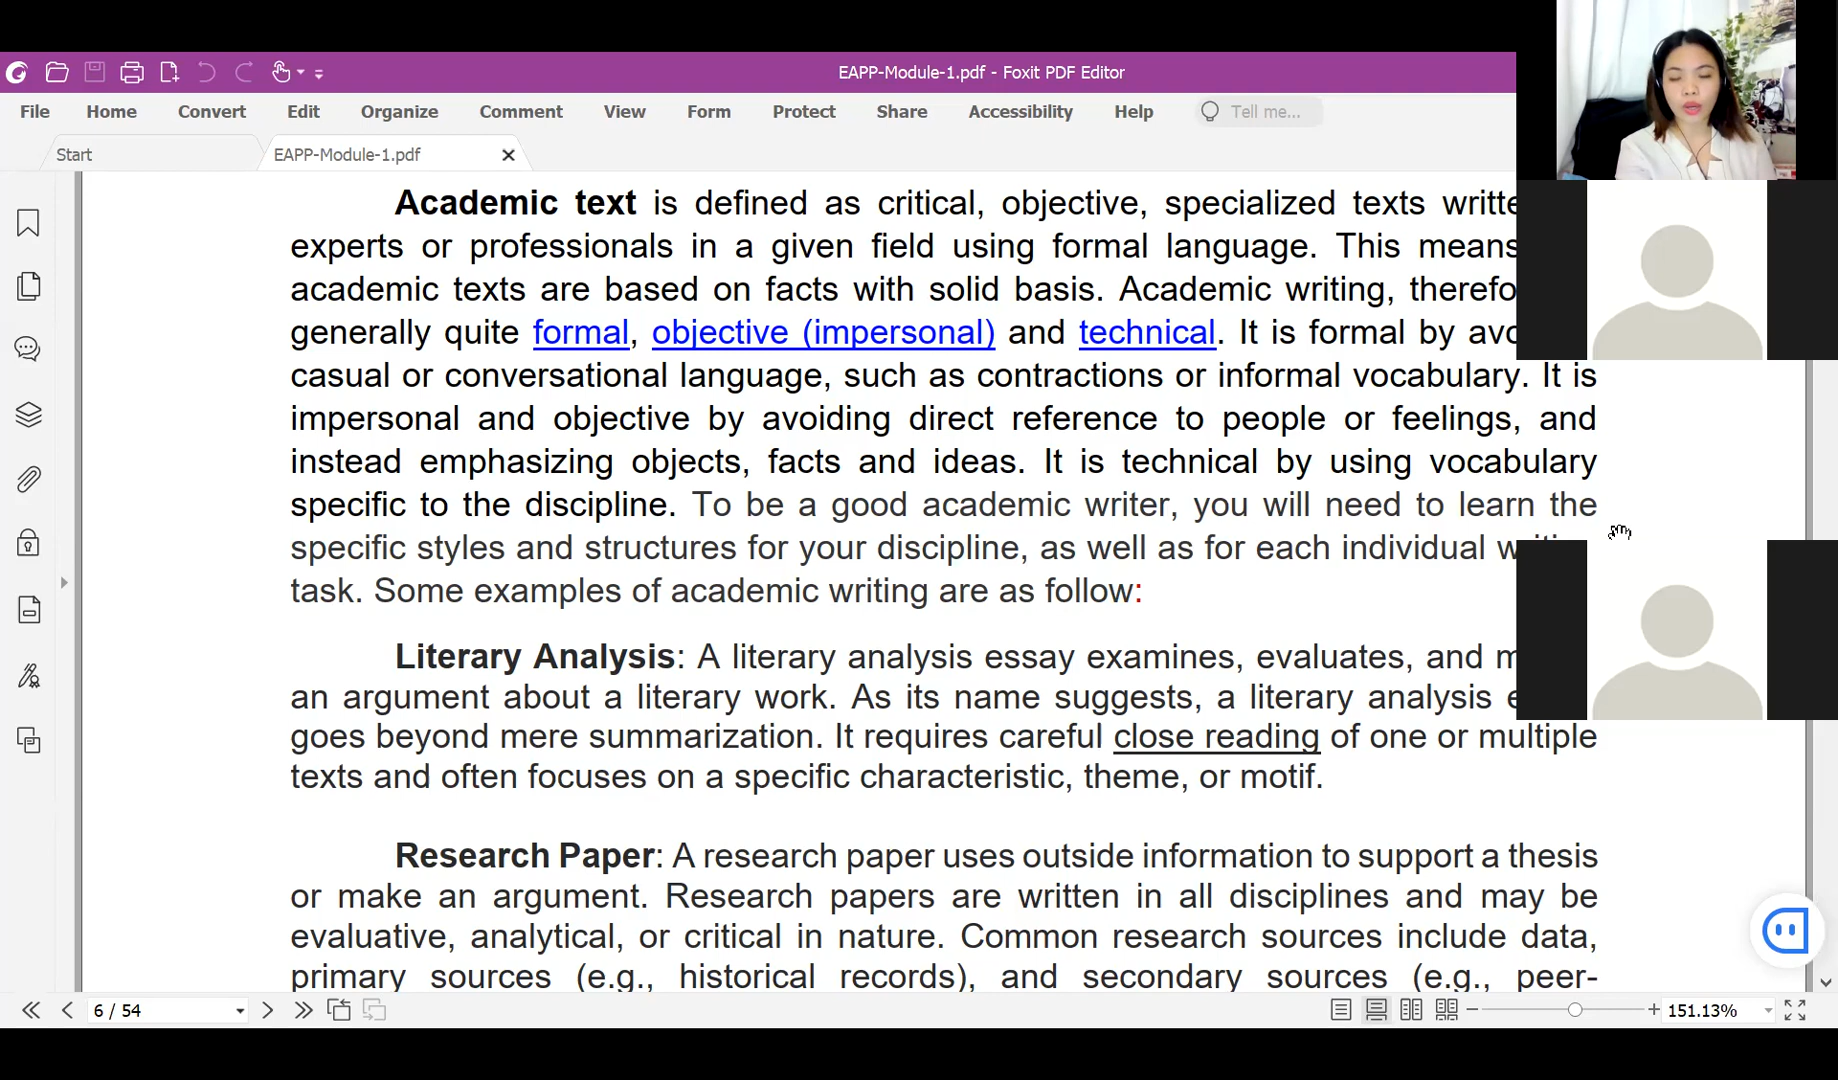 EAPP-Module-1.pdf - Foxit PDF Editor
File Home Convert Edit Organize Comment View Form Protect Share Accessibility Help Tell me...
Start EAPP-Module-1.pdf
Academic text is defined as critical, objective, specialized texts
experts or professionals in a given field using formal language. This means
academic texts are based on facts with solid basis. Academic writing,
generally quite formal, objective (impersonal) and technical. It is formal by
casual or conversational language, such as contractions or informal vocabulary. It is
impersonal and objective by avoiding direct reference to people or feelings, and
instead emphasizing objects, facts and ideas. It is technical by using vocabulary
specific to the discipline. To be a good academic writer, you will need to learn the
specific styles and structures for your discipline, as well as for each individual
task. Some examples of academic writing are as follow:
Literary Analysis: A literary analysis essay examines, evaluates, and
an argument about a literary work. As its name suggests, a literary analysis
goes beyond mere summarization. It requires careful close reading of one or multiple
texts and often focuses on a specific characteristic, theme, or motif.
Research Paper: A research paper uses outside information to support a thesis
or make an argument. Research papers are written in all disciplines and may be
evaluative, analytical, or critical in nature. Common research sources include data,
primary sources (e.g., historical records), and secondary sources (e.g., peer-
6 / 54 151.13%